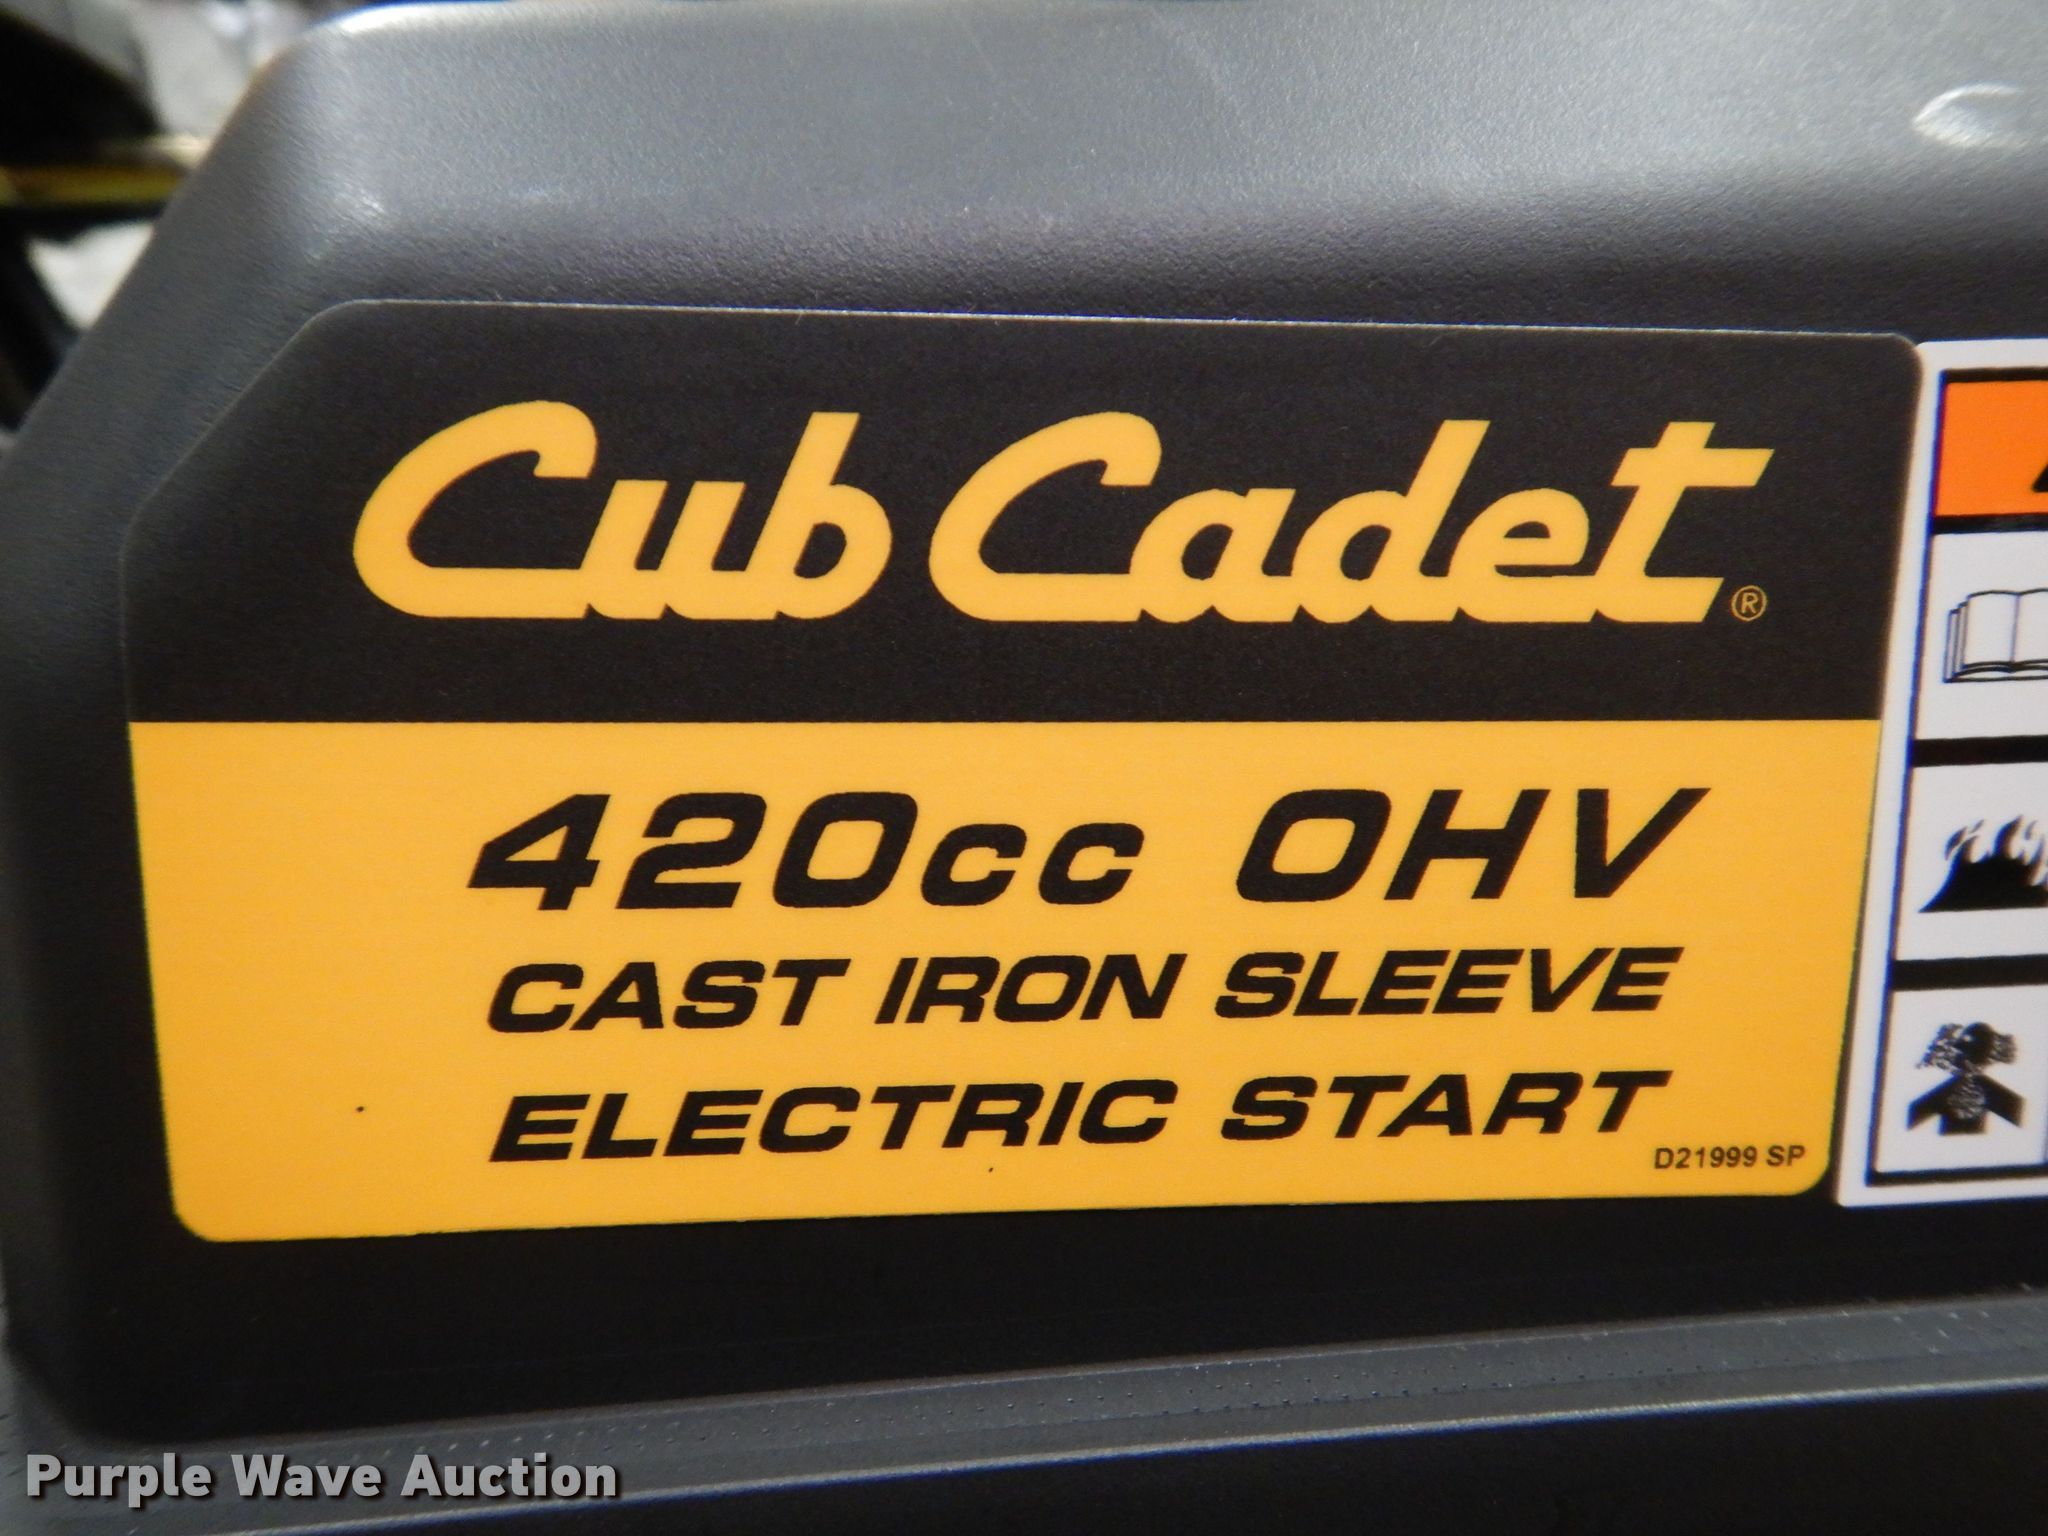 Cub Cadet®
420cc OHV
CAST IRON SLEEVE
ELECTRIC START
D21999 SP
Purple Wave Auction